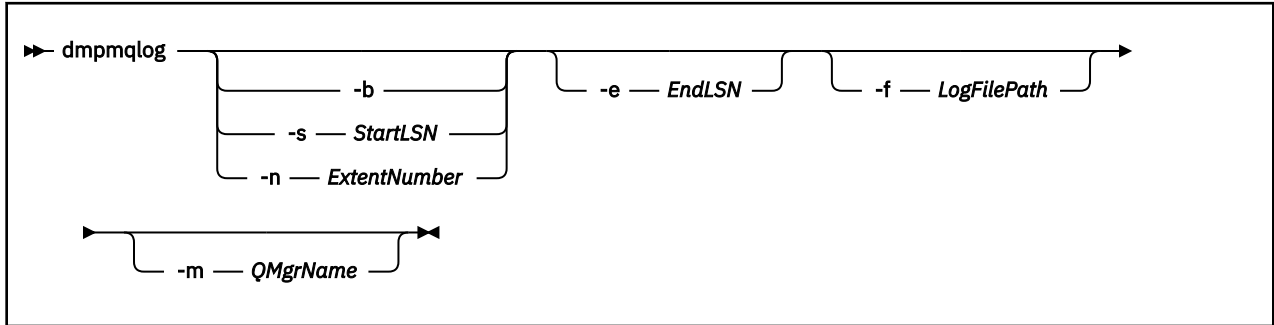 dmpmqlog
-b
-e EndLSN
-f LogFilePath
-s StartLSN
-n ExtentNumber
-m QMgrName